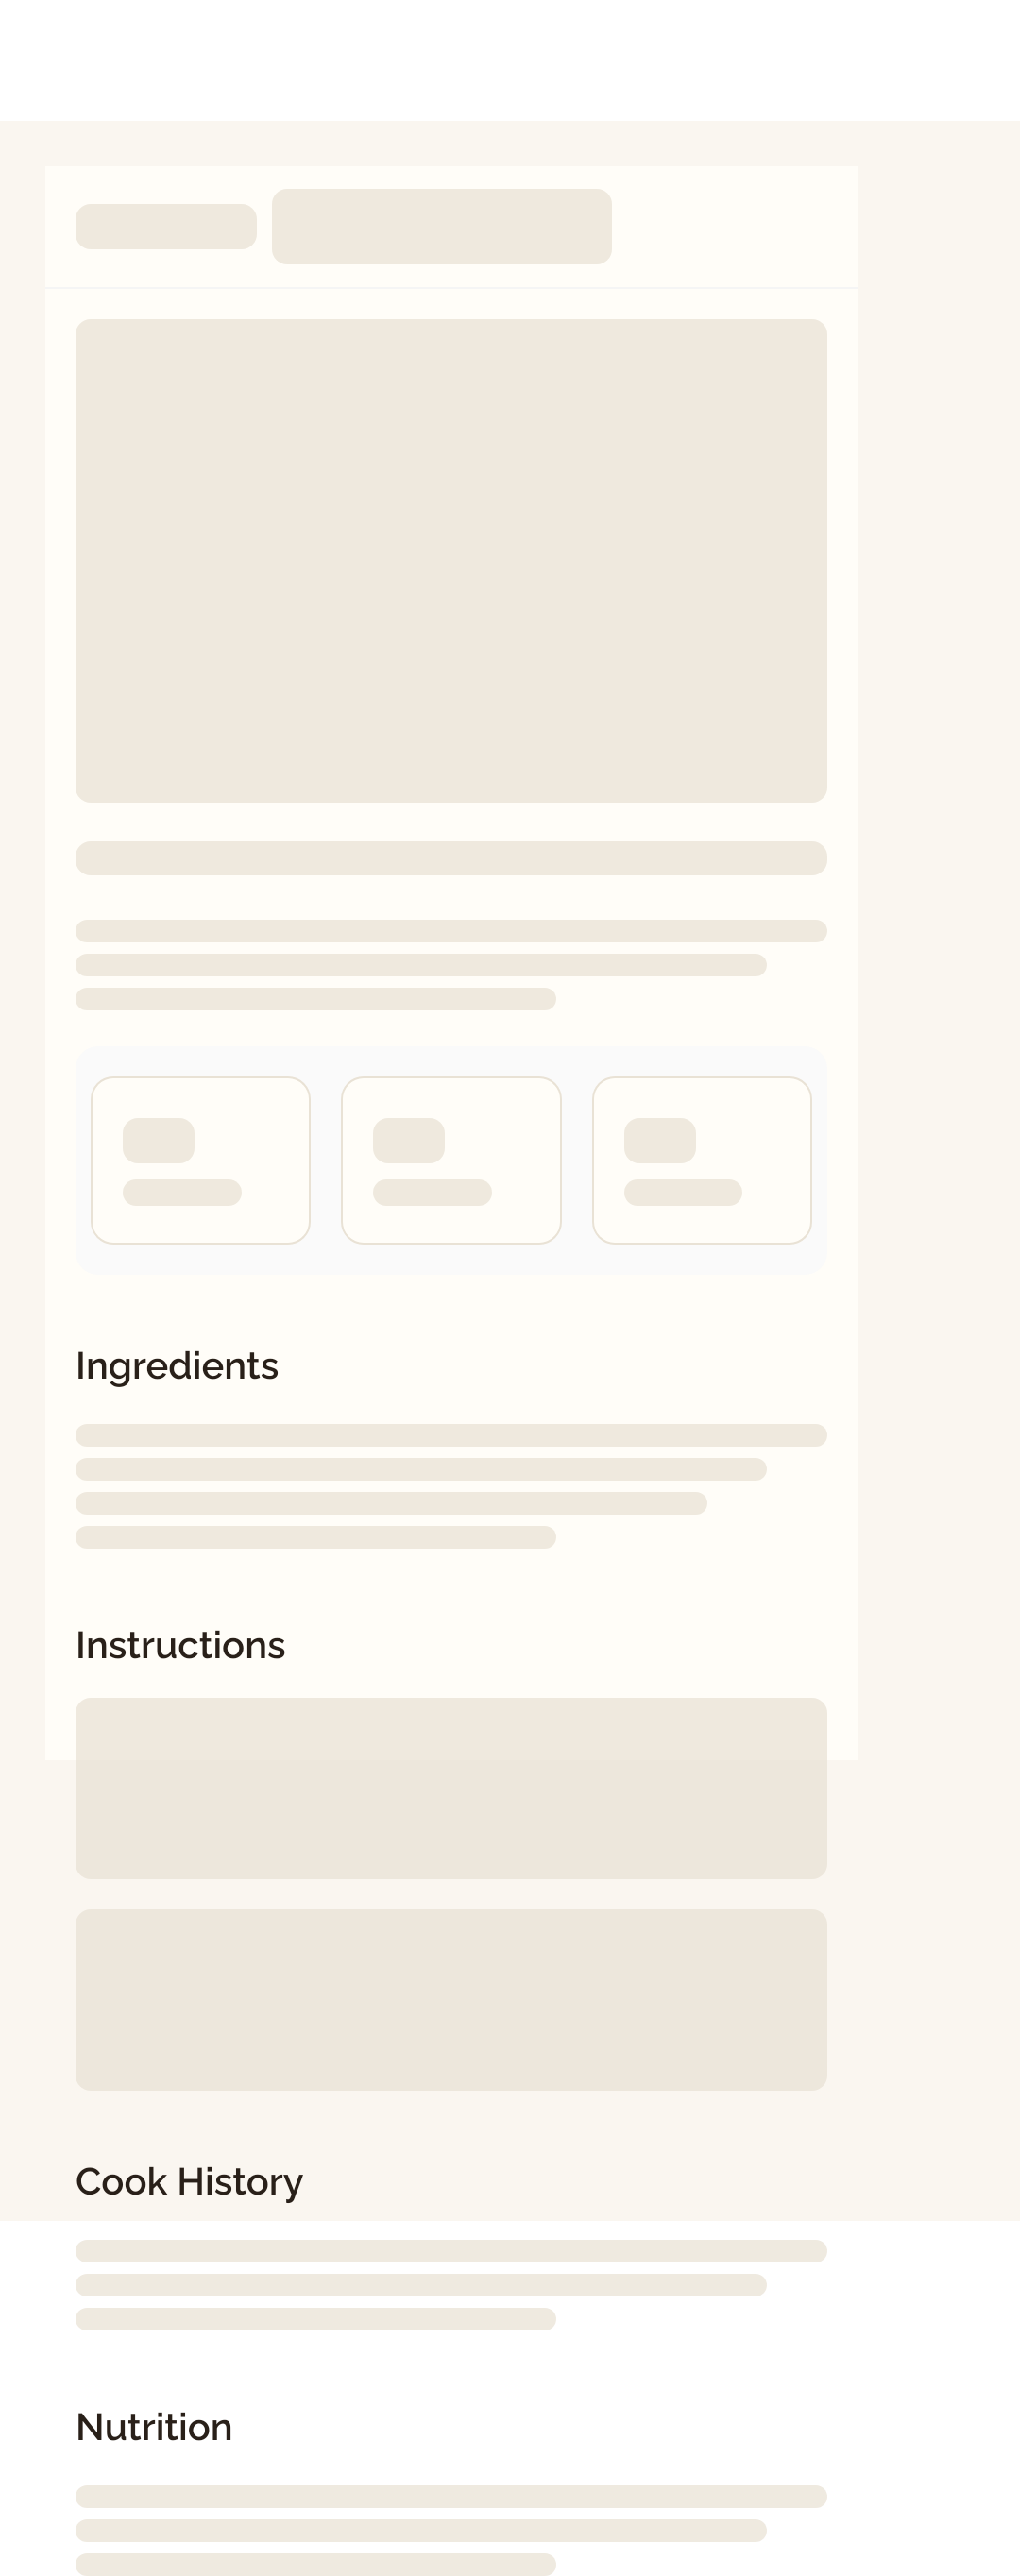 Ingredients
Instructions
Cook History
Nutrition